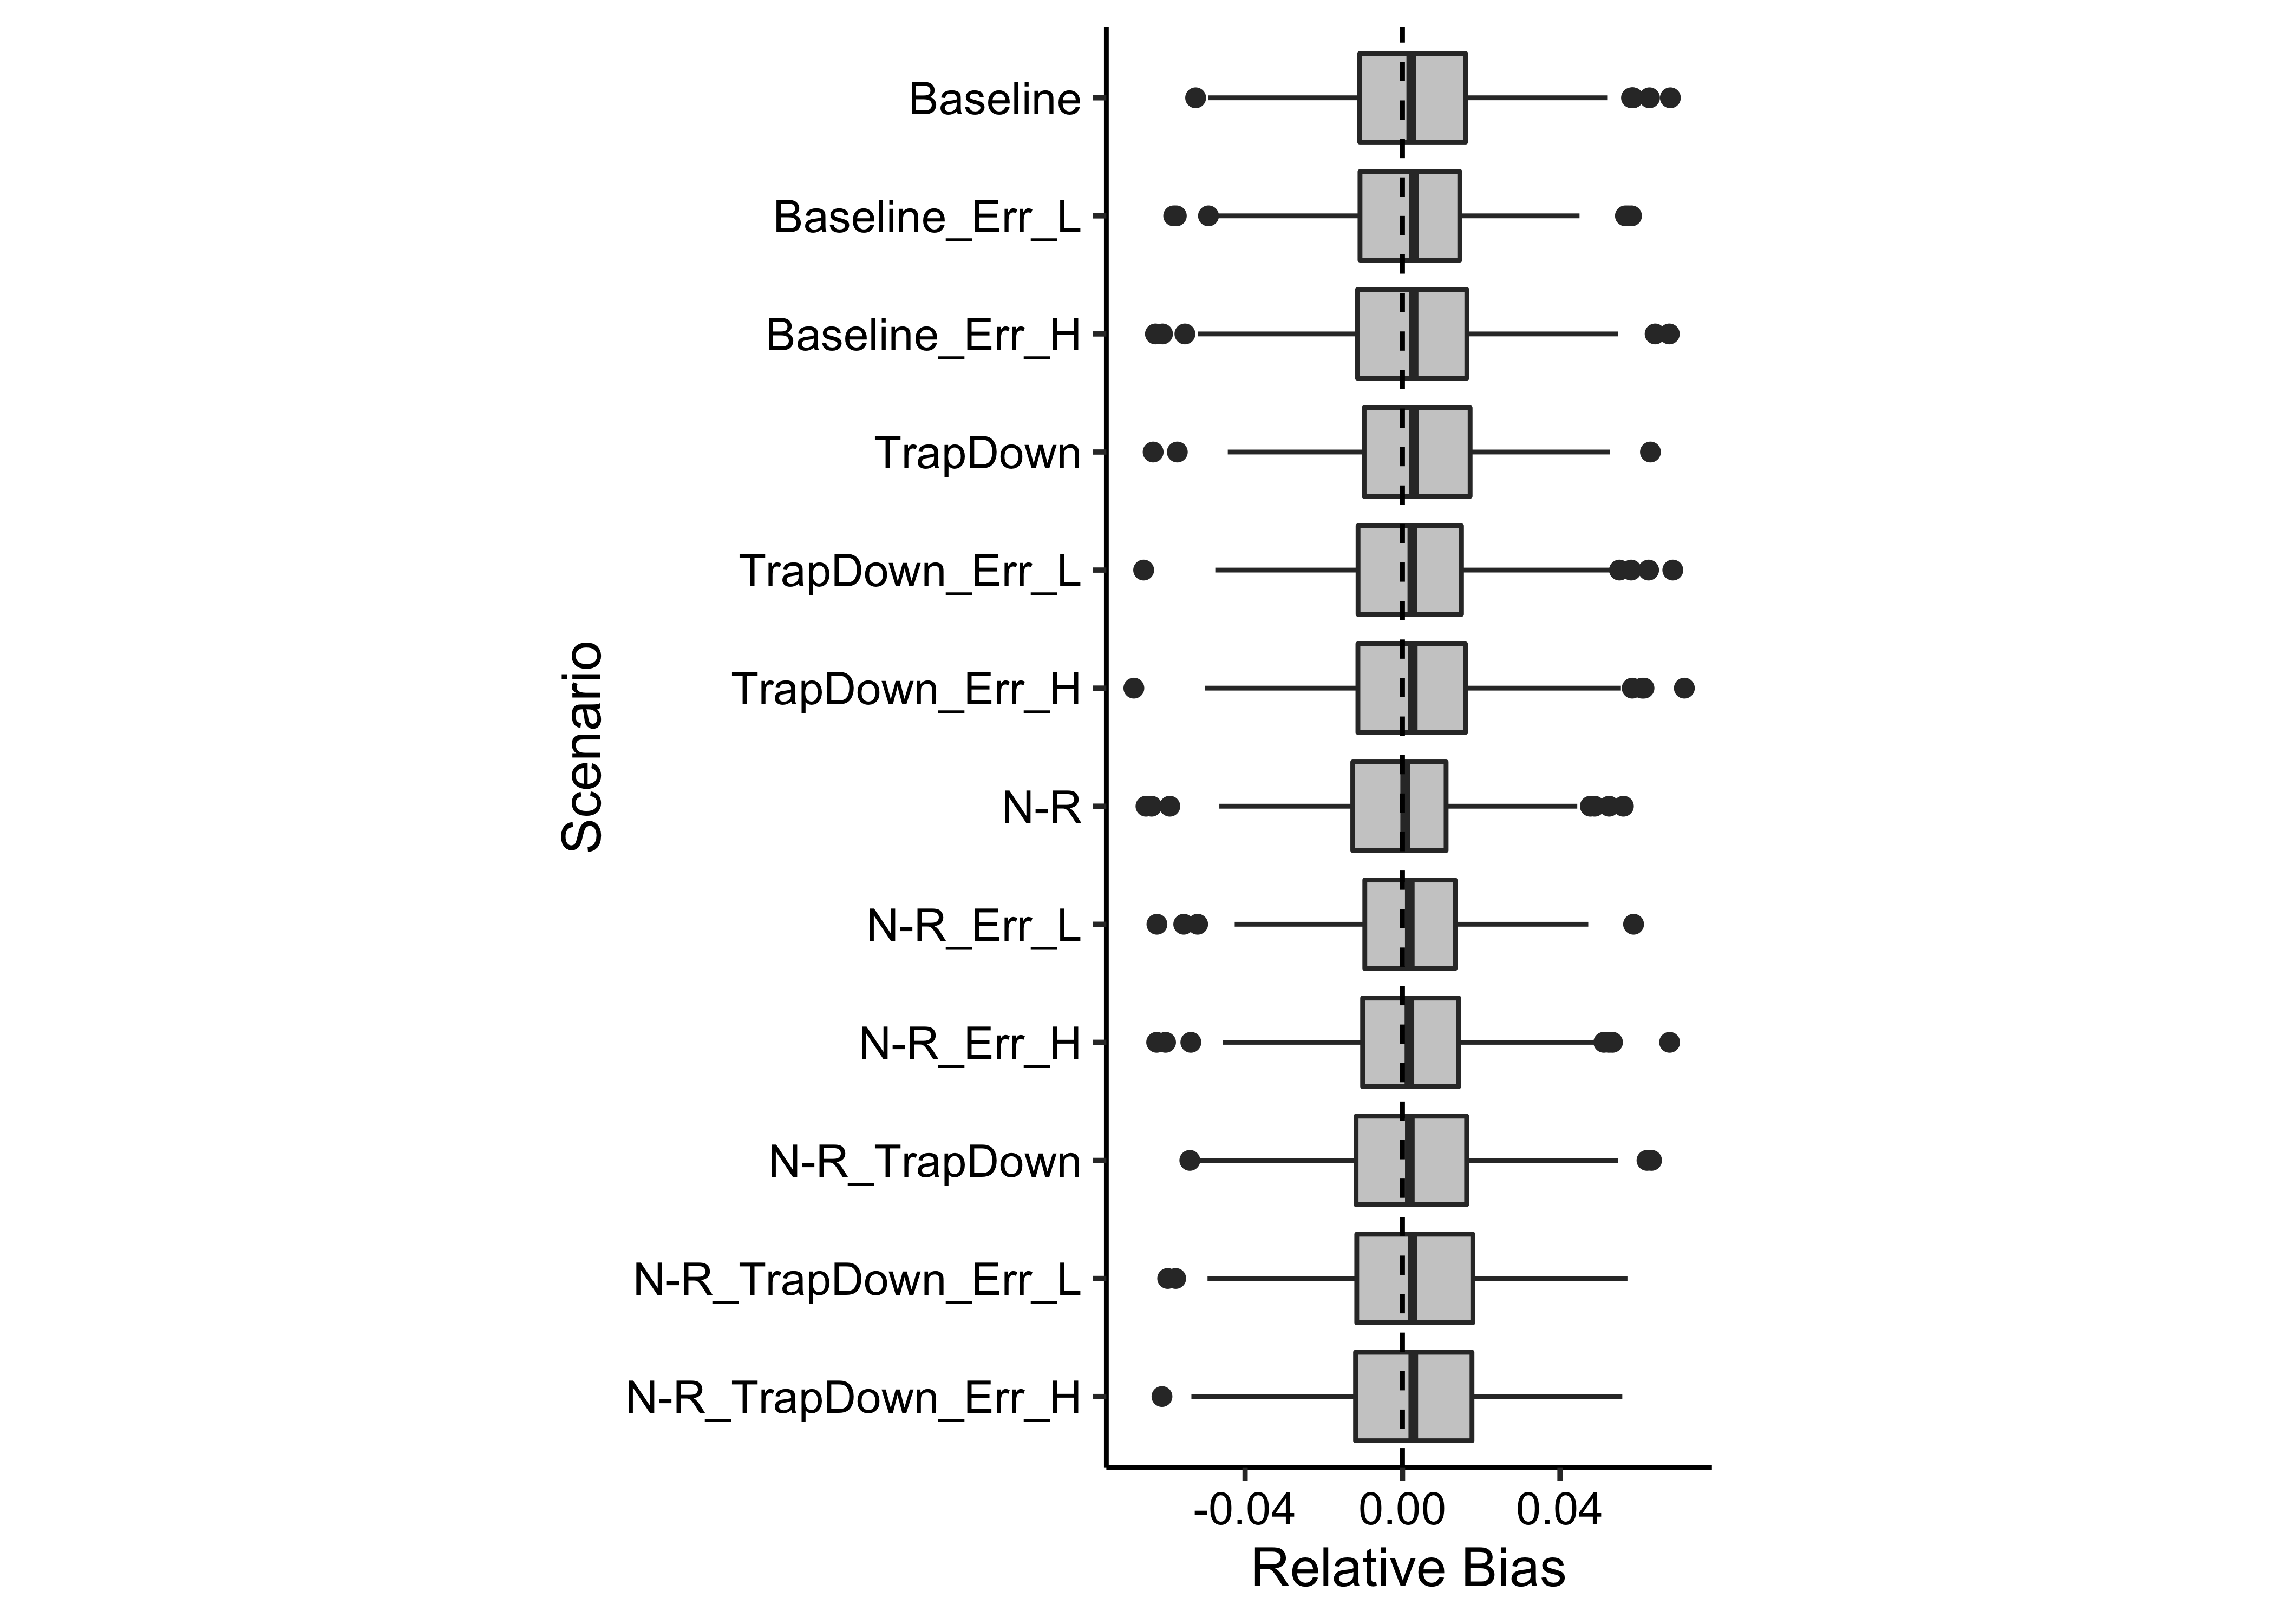 Scenario
Baseline
Baseline_Err_L
Baseline_Err_H
TrapDown
TrapDown_Err_L
TrapDown_Err_H
N-R
N-R_Err_L
N-R_Err_H
N-R_TrapDown
N-R_TrapDown_Err_L
N-R_TrapDown_Err_H
-0.04 0.00 0.04
Relative Bias